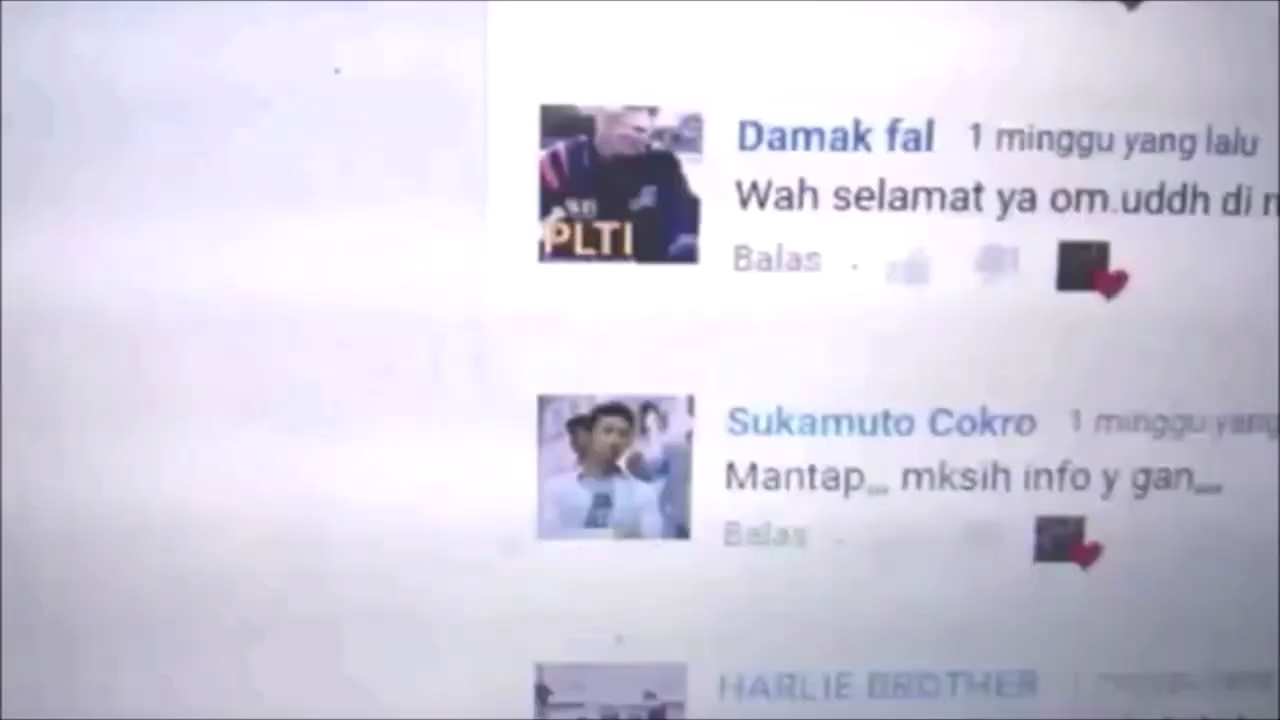 Damak fal 1 minggu yang lalu
Wah selamat ya om.uddh di
PLTI
Balas
Sukamuto Cokro 1 minggu yang
Mantap,,, mksih info y gan,,,,
Balas
HARLIE BROTHER